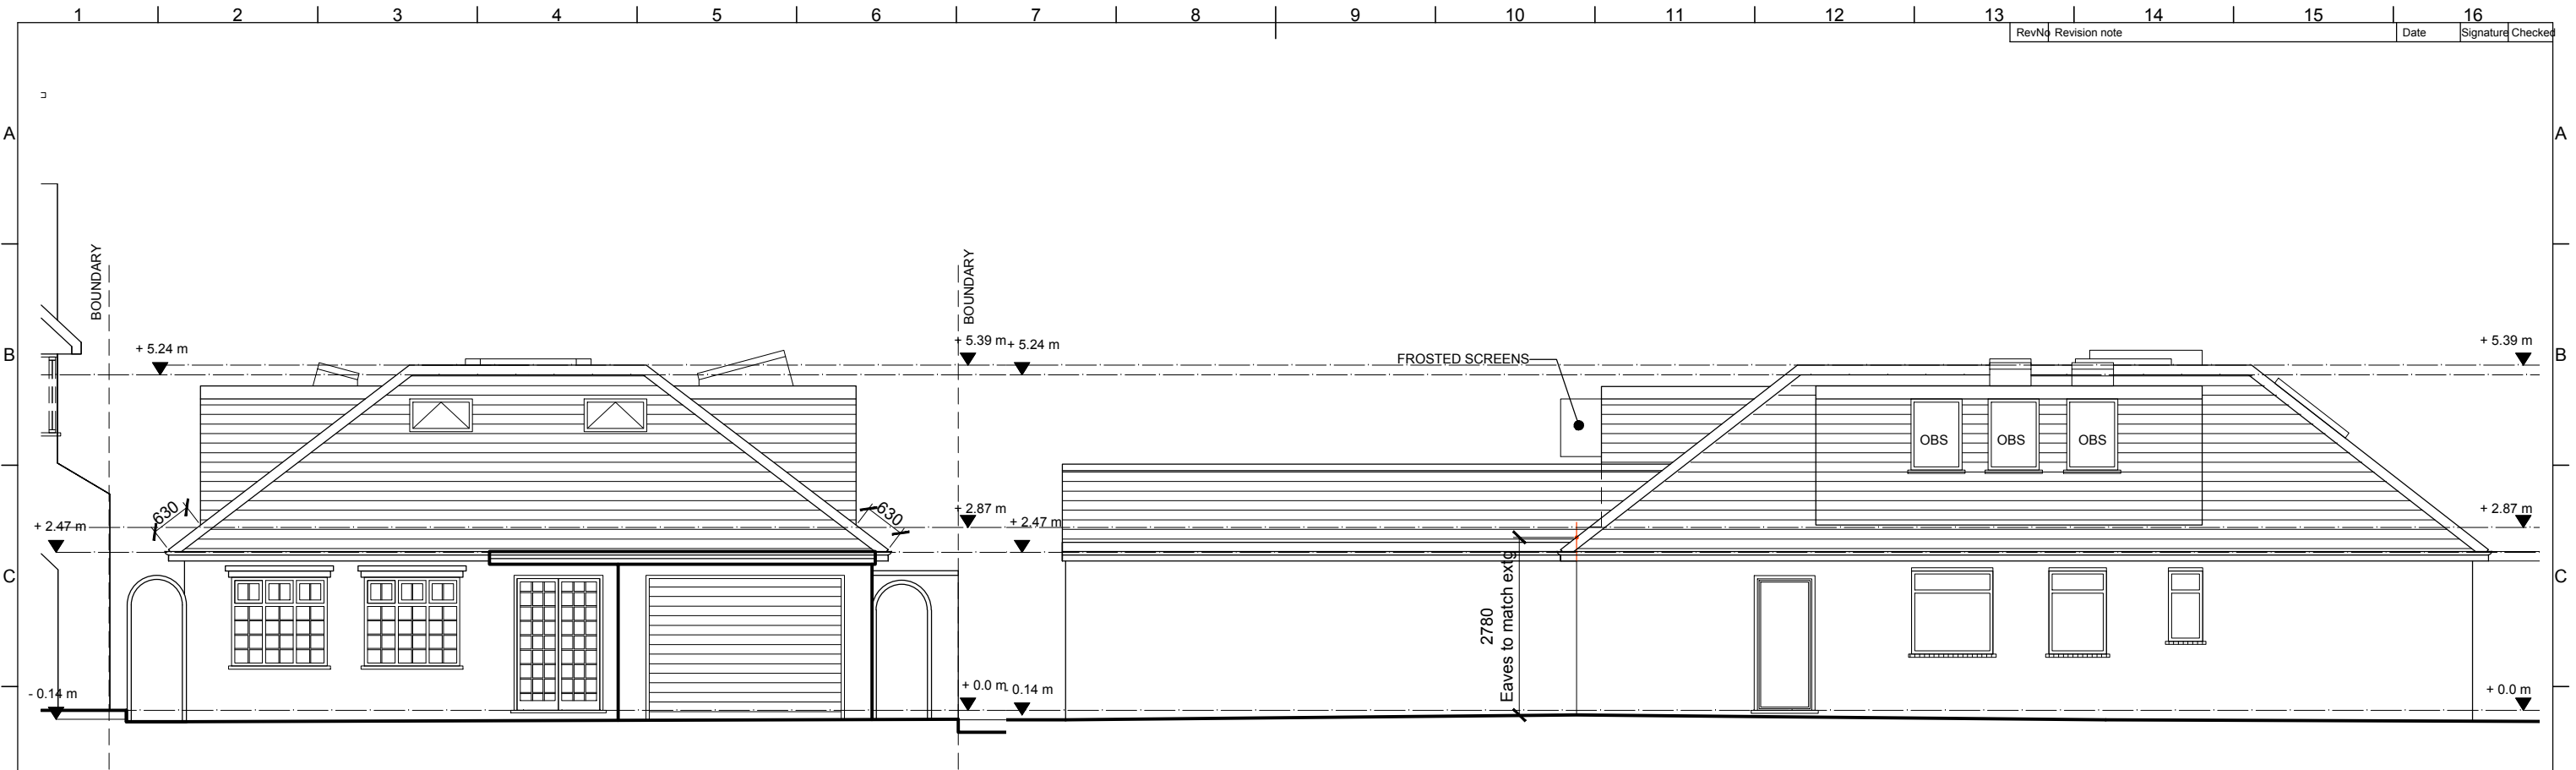 1 2 3 4 5 6 7 8 9 10 11 12 13 14 15 16
RevNo Revision note Date Signature Checked
A A
BOUNDARY BOUNDARY
+ 5.24 m + 5.39 m + 5.24 m FROSTED SCREENS + 5.39 m
B B
OBS OBS OBS
630 630
+ 2.47 m + 2.87 m + 2.47 m + 2.87 m
C C
2780
Eaves to match extg
- 0.14 m + 0.0 m - 0.14 m + 0.0 m